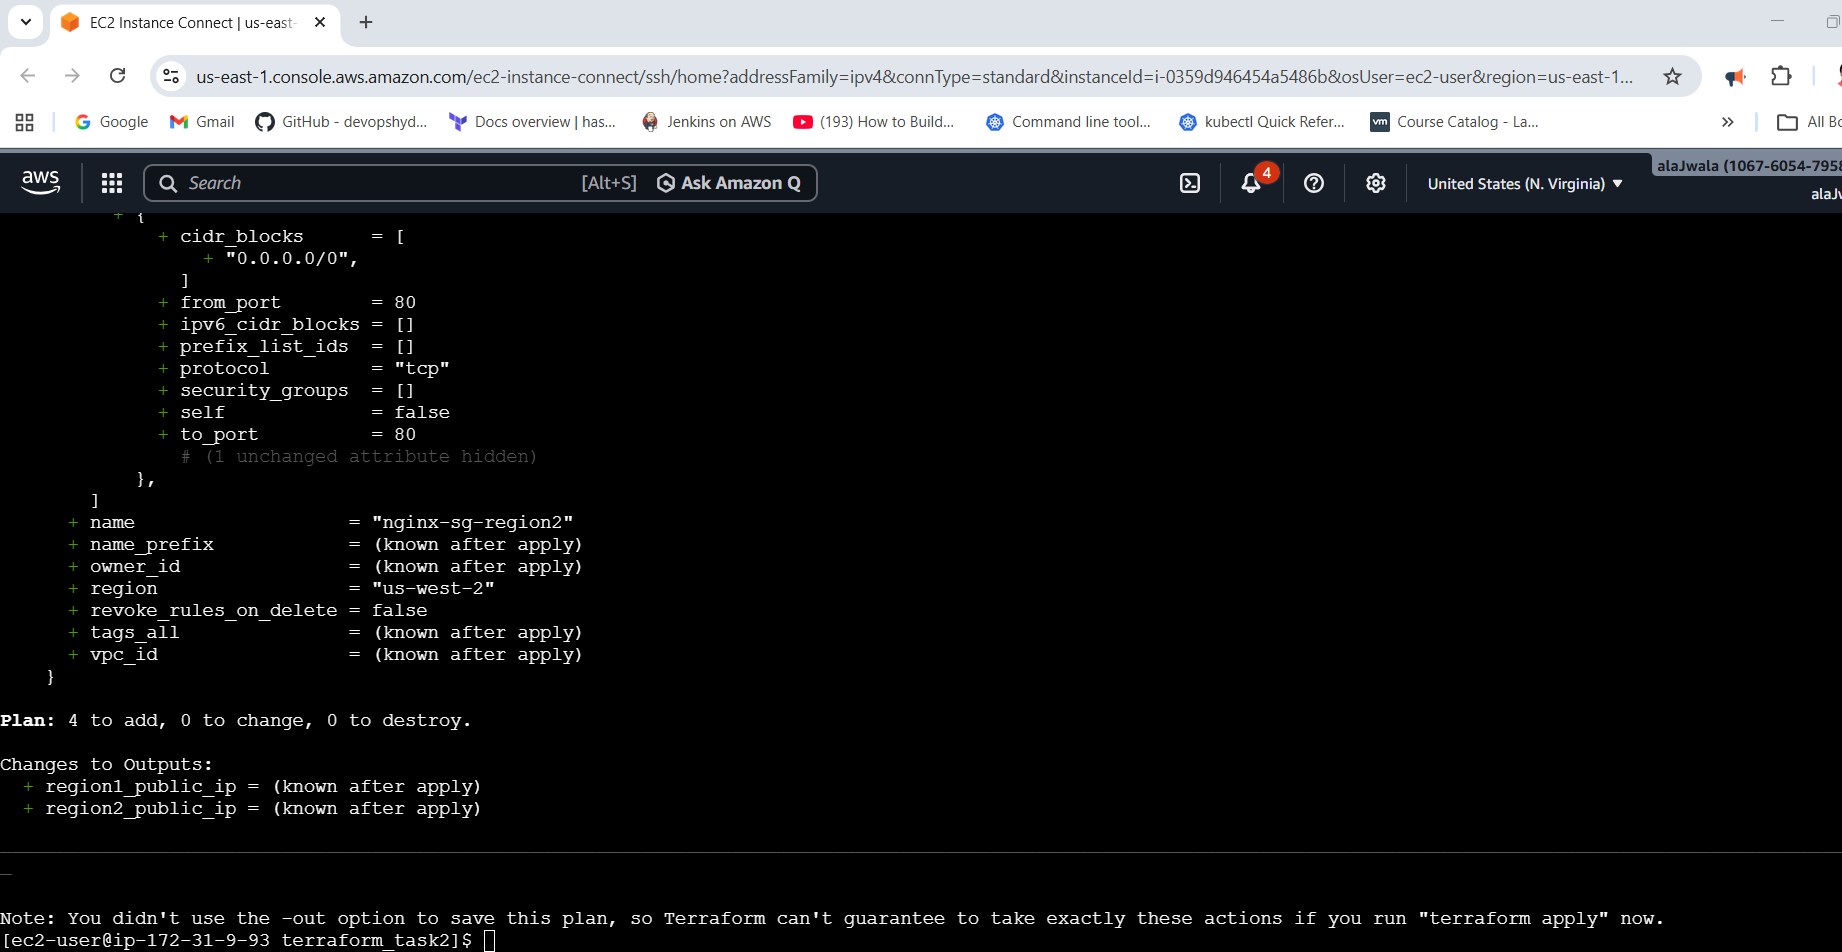 EC2 Instance Connect | us-east-
us-east-1.console.aws.amazon.com/ec2-instance-connect/ssh/home?addressFamily=ipv4&connType=standard&instanceId=i-0359d946454a5486b&osUser=ec2-user&region=us-east-1...
Google Gmail GitHub - devopshyd... Docs overview | has... Jenkins on AWS (193) How to Build... Command line tool... kubectl Quick Refer... vm Course Catalog - La... » All Bo
aws Search [Alt+S] Ask Amazon Q 4 United States (N. Virginia) ▼ alaJwala (1067-6054-7958
alaJw
+ {
+ cidr_blocks = [
+ "0.0.0.0/0",
]
+ from_port = 80
+ ipv6_cidr_blocks = []
+ prefix_list_ids = []
+ protocol = "tcp"
+ security_groups = []
+ self = false
+ to_port = 80
# (1 unchanged attribute hidden)
},
]
+ name = "nginx-sg-region2"
+ name_prefix = (known after apply)
+ owner_id = (known after apply)
+ region = "us-west-2"
+ revoke_rules_on_delete = false
+ tags_all = (known after apply)
+ vpc_id = (known after apply)
}
Plan: 4 to add, 0 to change, 0 to destroy.
Changes to Outputs:
+ region1_public_ip = (known after apply)
+ region2_public_ip = (known after apply)
Note: You didn't use the -out option to save this plan, so Terraform can't guarantee to take exactly these actions if you run "terraform apply" now.
[ec2-user@ip-172-31-9-93 terraform_task2]$